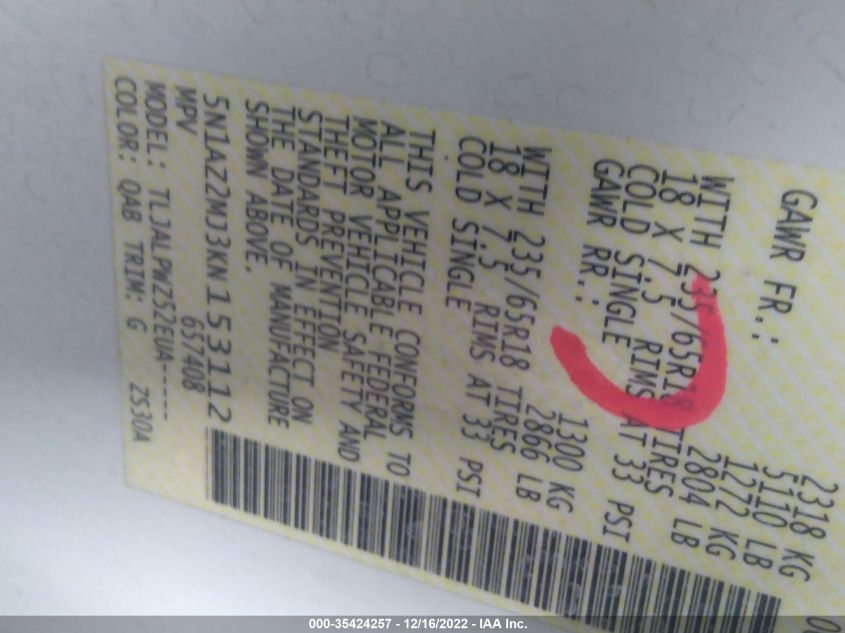 2318 KG
5110 LB
GAWR FR.: 1272 KG
2804 LB
WITH 235/65R18 TIRES
18 X 7.5 RIMS AT 33 PSI
COLD SINGLE
GAWR RR.: 1300 KG
2866 LB
WITH 235/65R18 TIRES
18 X 7.5 RIMS AT 33 PSI
COLD SINGLE
THIS VEHICLE CONFORMS TO
ALL APPLICABLE FEDERAL
MOTOR VEHICLE SAFETY AND
THEFT PREVENTION
STANDARDS IN EFFECT ON
THE DATE OF MANUFACTURE
SHOWN ABOVE.
5N1AZ2MJ3KN153112
MPV 657408
MODEL: TLJALPWZ52EUA-----
COLOR: QAB TRIM: G Z530A
000-35424257 - 12/16/2022 - IAA Inc.